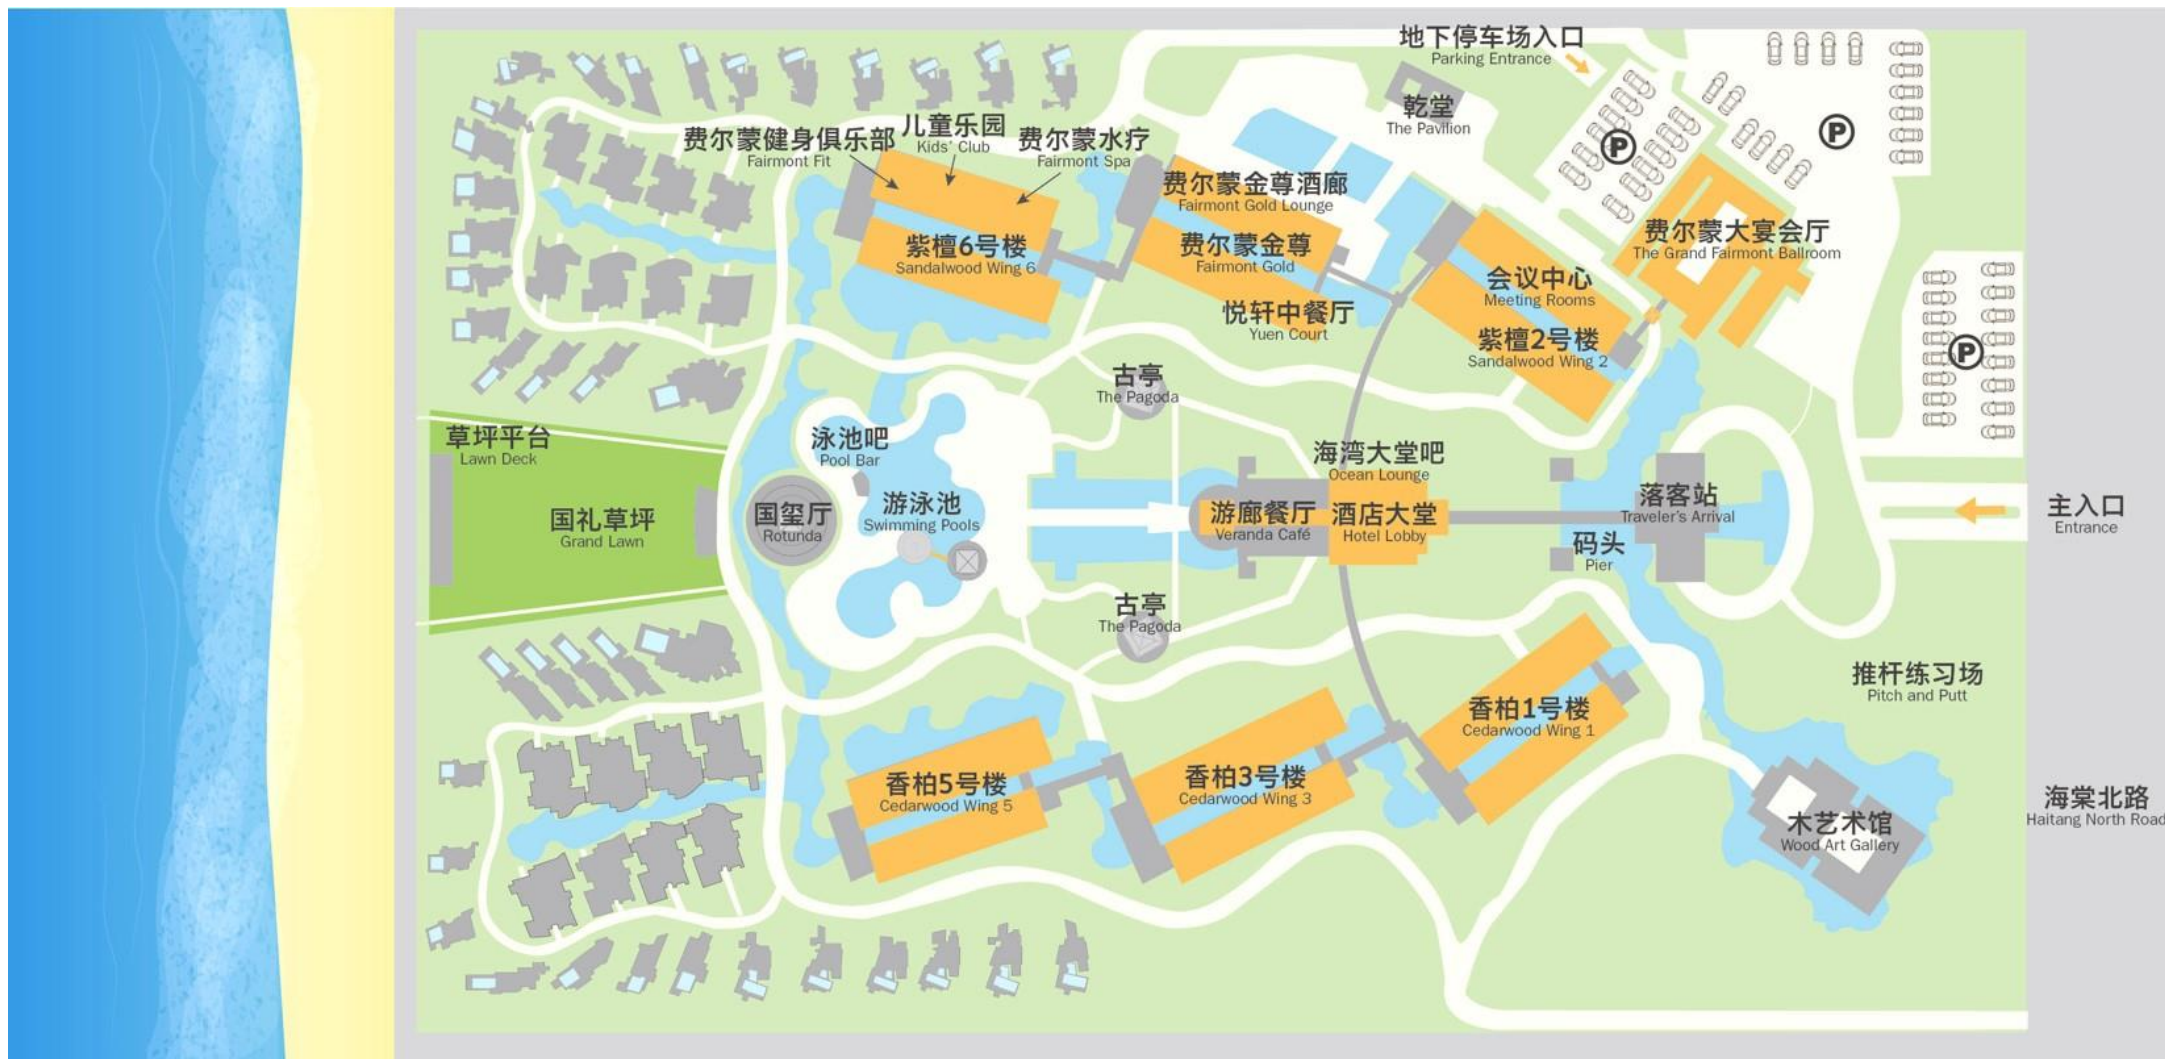 地下停车场入口
Parking Entrance
乾堂
The Pavilion
P
P
费尔蒙健身俱乐部
Fairmont Fit
儿童乐园
Kids' Club
费尔蒙水疗
Fairmont Spa
费尔蒙金尊酒廊
Fairmont Gold Lounge
费尔蒙金尊
Fairmont Gold
紫檀6号楼
Sandalwood Wing 6
费尔蒙大宴会厅
The Grand Fairmont Ballroom
会议中心
Meeting Rooms
悦轩中餐厅
Yuen Court
紫檀2号楼
Sandalwood Wing 2
P
古亭
The Pagoda
草坪平台
Lawn Deck
泳池吧
Pool Bar
海湾大堂吧
Ocean Lounge
国礼草坪
Grand Lawn
国玺厅
Rotunda
游泳池
Swimming Pools
游廊餐厅
Veranda Café
酒店大堂
Hotel Lobby
落客站
Traveler's Arrival
主入口
Entrance
码头
Pier
古亭
The Pagoda
推杆练习场
Pitch and Putt
香柏1号楼
Cedarwood Wing 1
香柏3号楼
Cedarwood Wing 3
香柏5号楼
Cedarwood Wing 5
木艺术馆
Wood Art Gallery
海棠北路
Haitang North Road